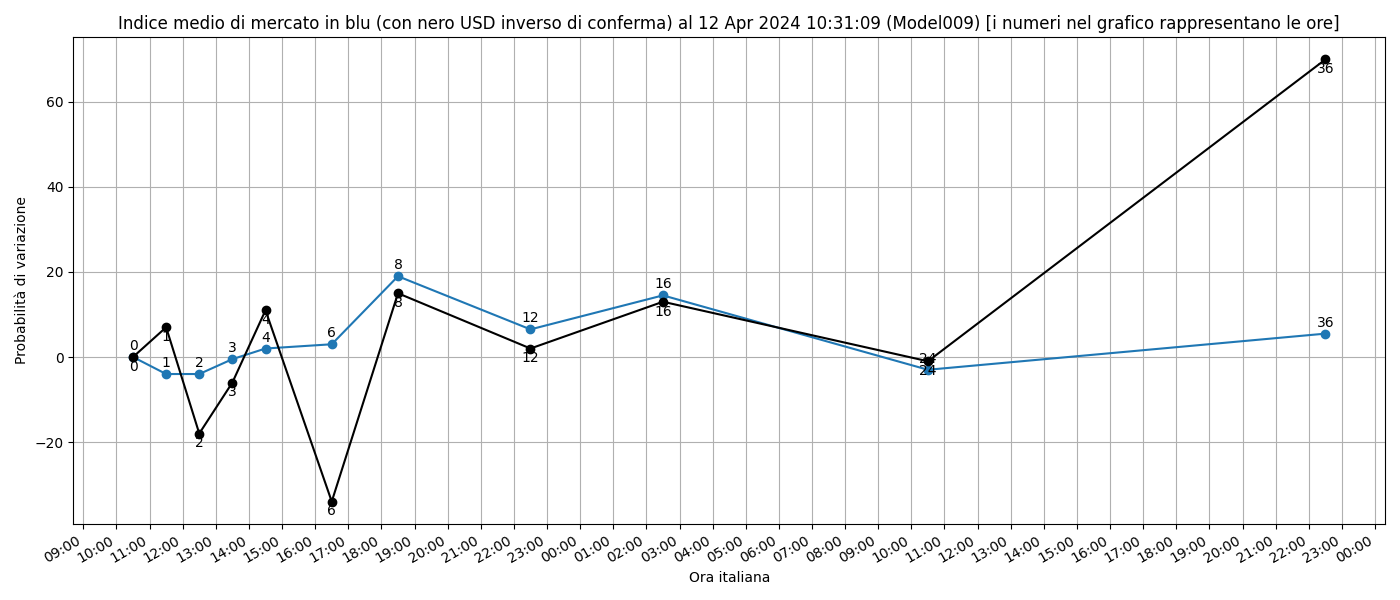 Indice medio di mercato in blu (con nero USD inverso di conferma) al 12 Apr 2024 10:31:09 (Model009) [i numeri nel grafico rappresentano le ore]
Probabilità di variazione
60
40
20
0
−20
0 1 2 3 4 6 8 12 16 24 36
0 1 2 3 4 6 8 12 16 24 36
09:00 10:00 11:00 12:00 13:00 14:00 15:00 16:00 17:00 18:00 19:00 20:00 21:00 22:00 23:00 00:00 01:00 02:00 03:00 04:00 05:00 06:00 07:00 08:00 09:00 10:00 11:00 12:00 13:00 14:00 15:00 16:00 17:00 18:00 19:00 20:00 21:00 22:00 23:00 00:00
Ora italiana